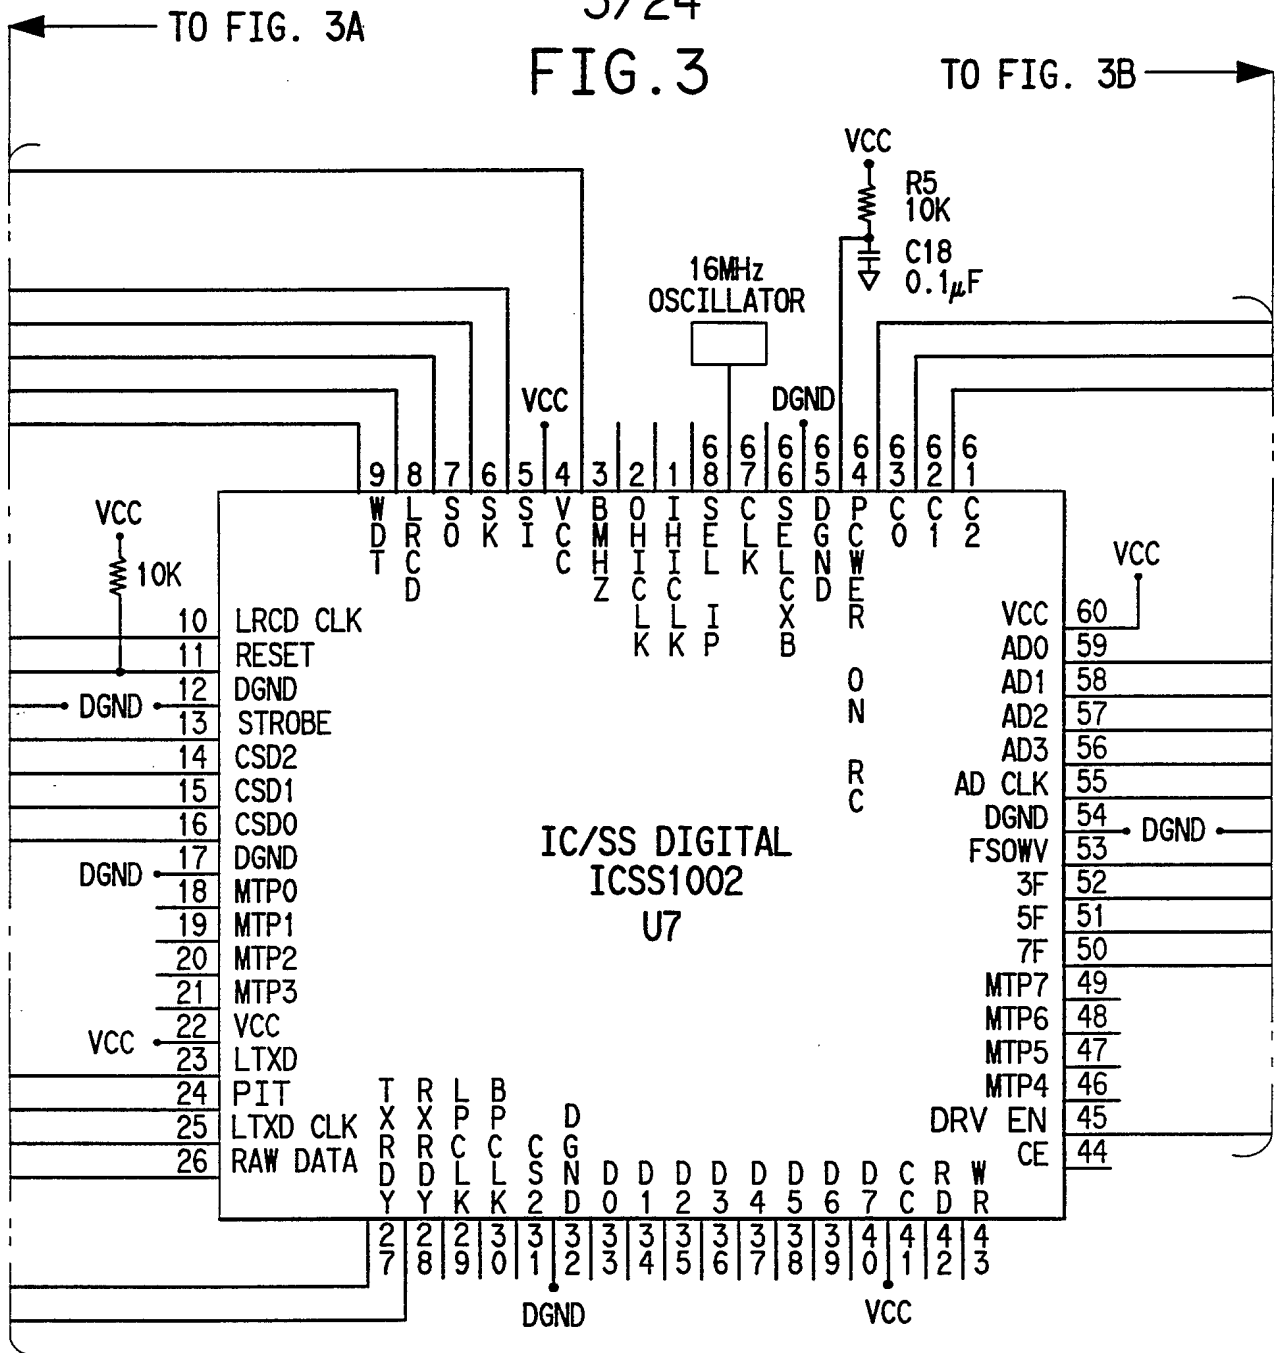 3/24
TO FIG. 3A
FIG.3
TO FIG. 3B
VCC
R5
10K
C18
0.1µF
16MHz
OSCILLATOR
VCC
DGND
9 8 7 6 5 4 3 2 1 68 67 66 65 64 63 62 61
WDT LRCD SO SK SI VCC BMHZ OHICLK IHICLK SEL IP CLK SELCXB DGND PCWER ON RC CO C1 C2
VCC
10K
10 LRCD CLK
11 RESET
DGND 12 DGND
13 STROBE
14 CSD2
15 CSD1
16 CSD0
DGND 17 DGND
18 MTP0
19 MTP1
20 MTP2
21 MTP3
VCC 22 VCC
23 LTXD
24 PIT
25 LTXD CLK
26 RAW DATA
IC/SS DIGITAL
ICSS1002
U7
VCC
VCC 60
AD0 59
AD1 58
AD2 57
AD3 56
AD CLK 55
DGND 54 DGND
FSOWV 53
3F 52
5F 51
7F 50
MTP7 49
MTP6 48
MTP5 47
MTP4 46
DRV EN 45
CE 44
TXRDY RXRDY LPCLK BPCLK CS2 DGND D0 D1 D2 D3 D4 D5 D6 D7 CC RD WR
27 28 29 30 31 32 33 34 35 36 37 38 39 40 41 42 43
DGND
VCC